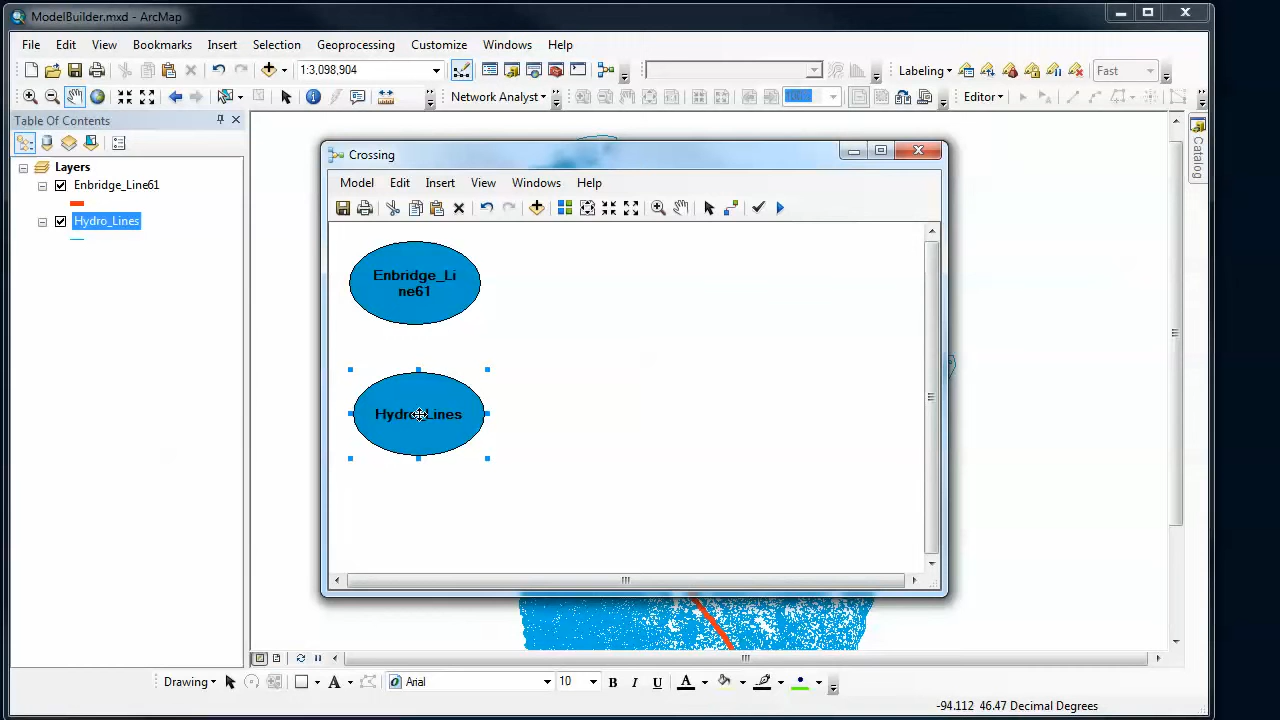 ModelBuilder.mxd - ArcMap
File Edit View Bookmarks Insert Selection Geoprocessing Customize Windows Help
1:3,098,904 Labeling Fast
Network Analyst Editor
Table Of Contents
Layers
Enbridge_Line61
Hydro_Lines
Catalog
Crossing
Model Edit Insert View Windows Help
Enbridge_Li
ne61
Hydro_Lines
Drawing A Arial 10 B I U A
-94.112 46.47 Decimal Degrees